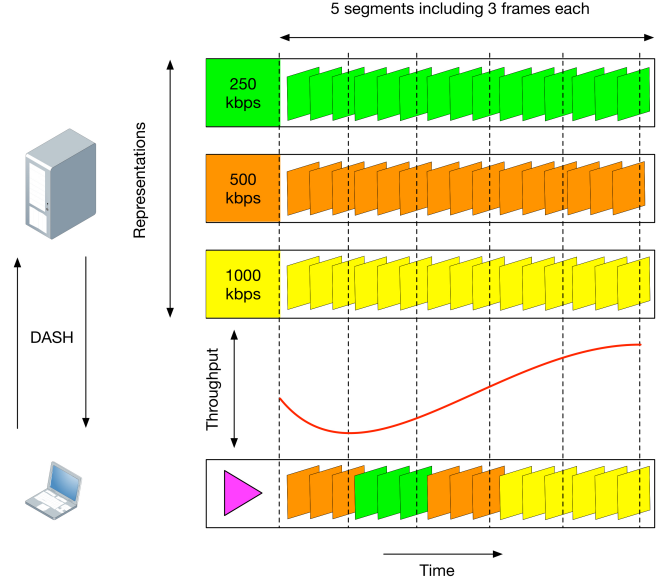 5 segments including 3 frames each
250
kbps
Representations
500
kbps
1000
kbps
DASH
Throughput
Time